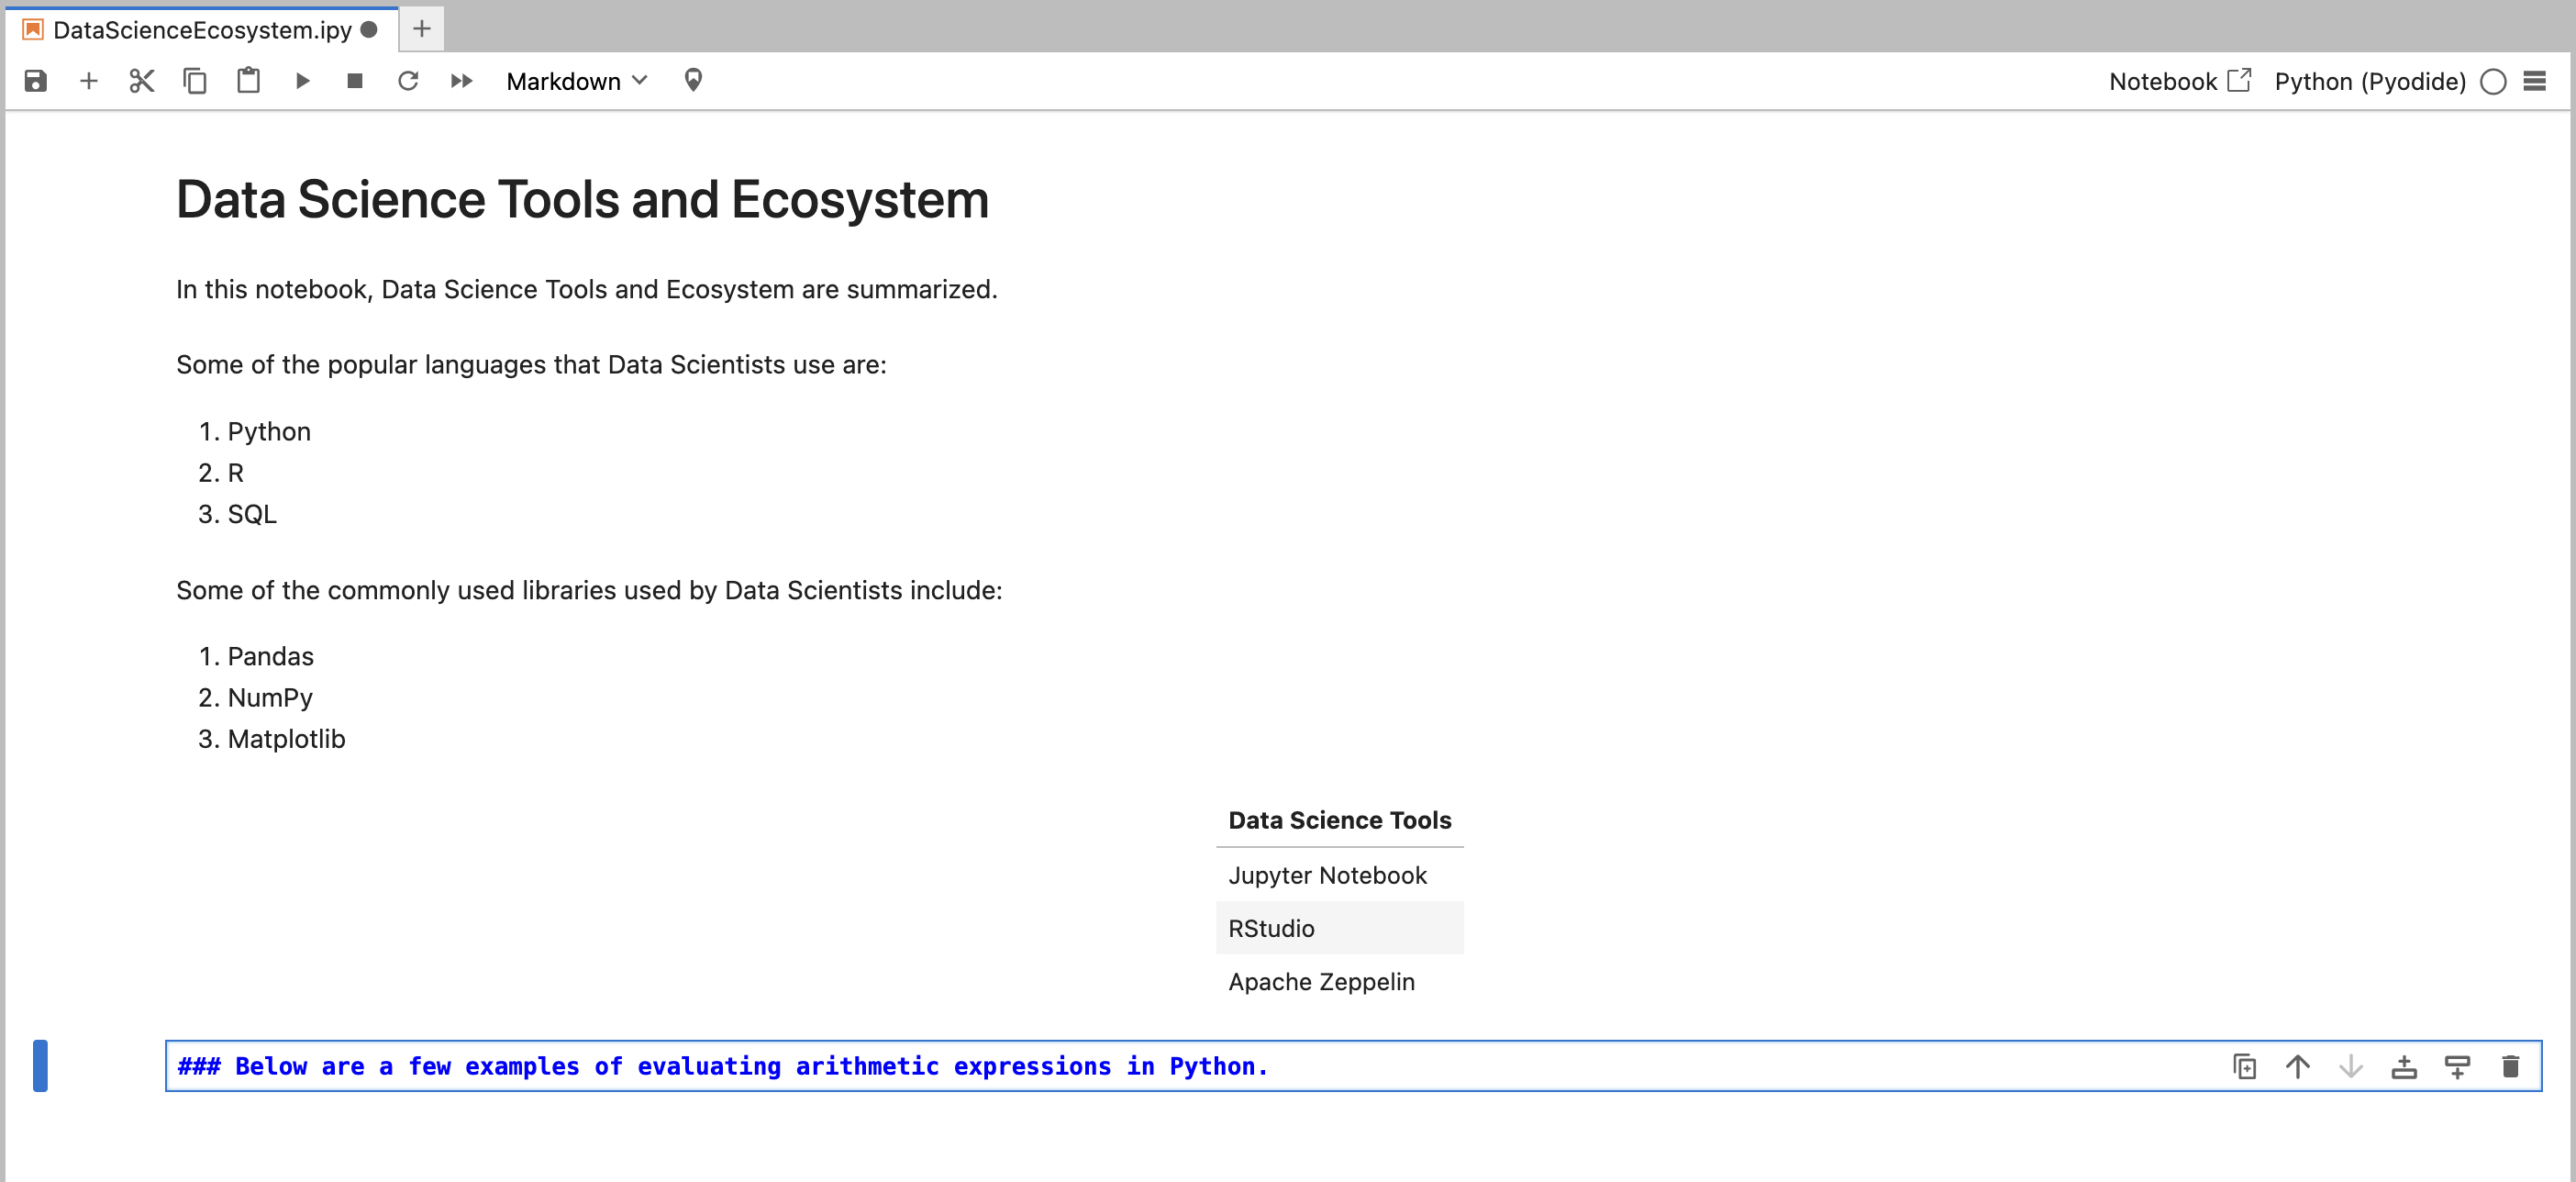 DataScienceEcosystem.ipy
Markdown
Notebook
Python (Pyodide)
Data Science Tools and Ecosystem
In this notebook, Data Science Tools and Ecosystem are summarized.
Some of the popular languages that Data Scientists use are:
1. Python
2. R
3. SQL
Some of the commonly used libraries used by Data Scientists include:
1. Pandas
2. NumPy
3. Matplotlib
Data Science Tools
Jupyter Notebook
RStudio
Apache Zeppelin
### Below are a few examples of evaluating arithmetic expressions in Python.